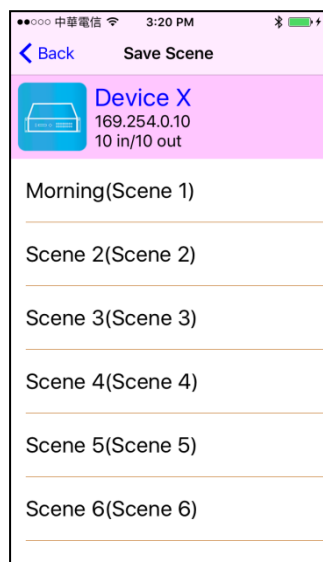 中華電信 3:20 PM
Back Save Scene
Device X
169.254.0.10
10 in/10 out
Morning(Scene 1)
Scene 2(Scene 2)
Scene 3(Scene 3)
Scene 4(Scene 4)
Scene 5(Scene 5)
Scene 6(Scene 6)